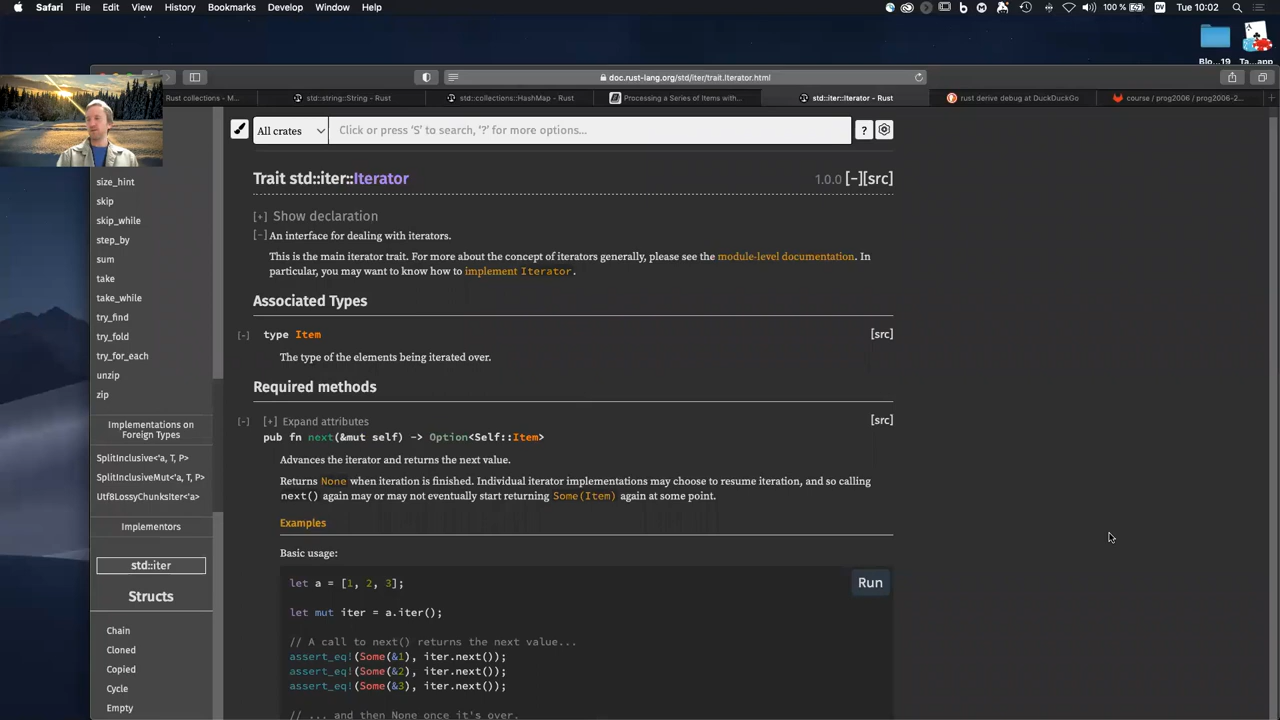 Safari File Edit View History Bookmarks Develop Window Help
100 % DV Tue 10:02
Blo...19 Ta...app
doc.rust-lang.org/std/iter/trait.Iterator.html
Rust collections - M... std::string::String - Rust std::collections::HashMap - Rust Processing a Series of Items with... std::iter::Iterator - Rust rust derive debug at DuckDuckGo course / prog2006 / prog2006-2...
All crates Click or press ‘S’ to search, ‘?’ for more options... ?
size_hint
skip
skip_while
step_by
sum
take
take_while
try_find
try_fold
try_for_each
unzip
zip
Implementations on
Foreign Types
SplitInclusive<'a, T, P>
SplitInclusiveMut<'a, T, P>
Utf8LossyChunksIter<'a>
Implementors
std::iter
Structs
Chain
Cloned
Copied
Cycle
Empty
Trait std::iter::Iterator 1.0.0 [-][src]
[+] Show declaration
[-] An interface for dealing with iterators.
This is the main iterator trait. For more about the concept of iterators generally, please see the module-level documentation. In
particular, you may want to know how to implement Iterator.
Associated Types
[-] type Item [src]
The type of the elements being iterated over.
Required methods
[-] [+] Expand attributes [src]
pub fn next(&mut self) -> Option<Self::Item>
Advances the iterator and returns the next value.
Returns None when iteration is finished. Individual iterator implementations may choose to resume iteration, and so calling
next() again may or may not eventually start returning Some(Item) again at some point.
Examples
Basic usage:
let a = [1, 2, 3]; Run
let mut iter = a.iter();
// A call to next() returns the next value...
assert_eq!(Some(&1), iter.next());
assert_eq!(Some(&2), iter.next());
assert_eq!(Some(&3), iter.next());
// ... and then None once it's over.